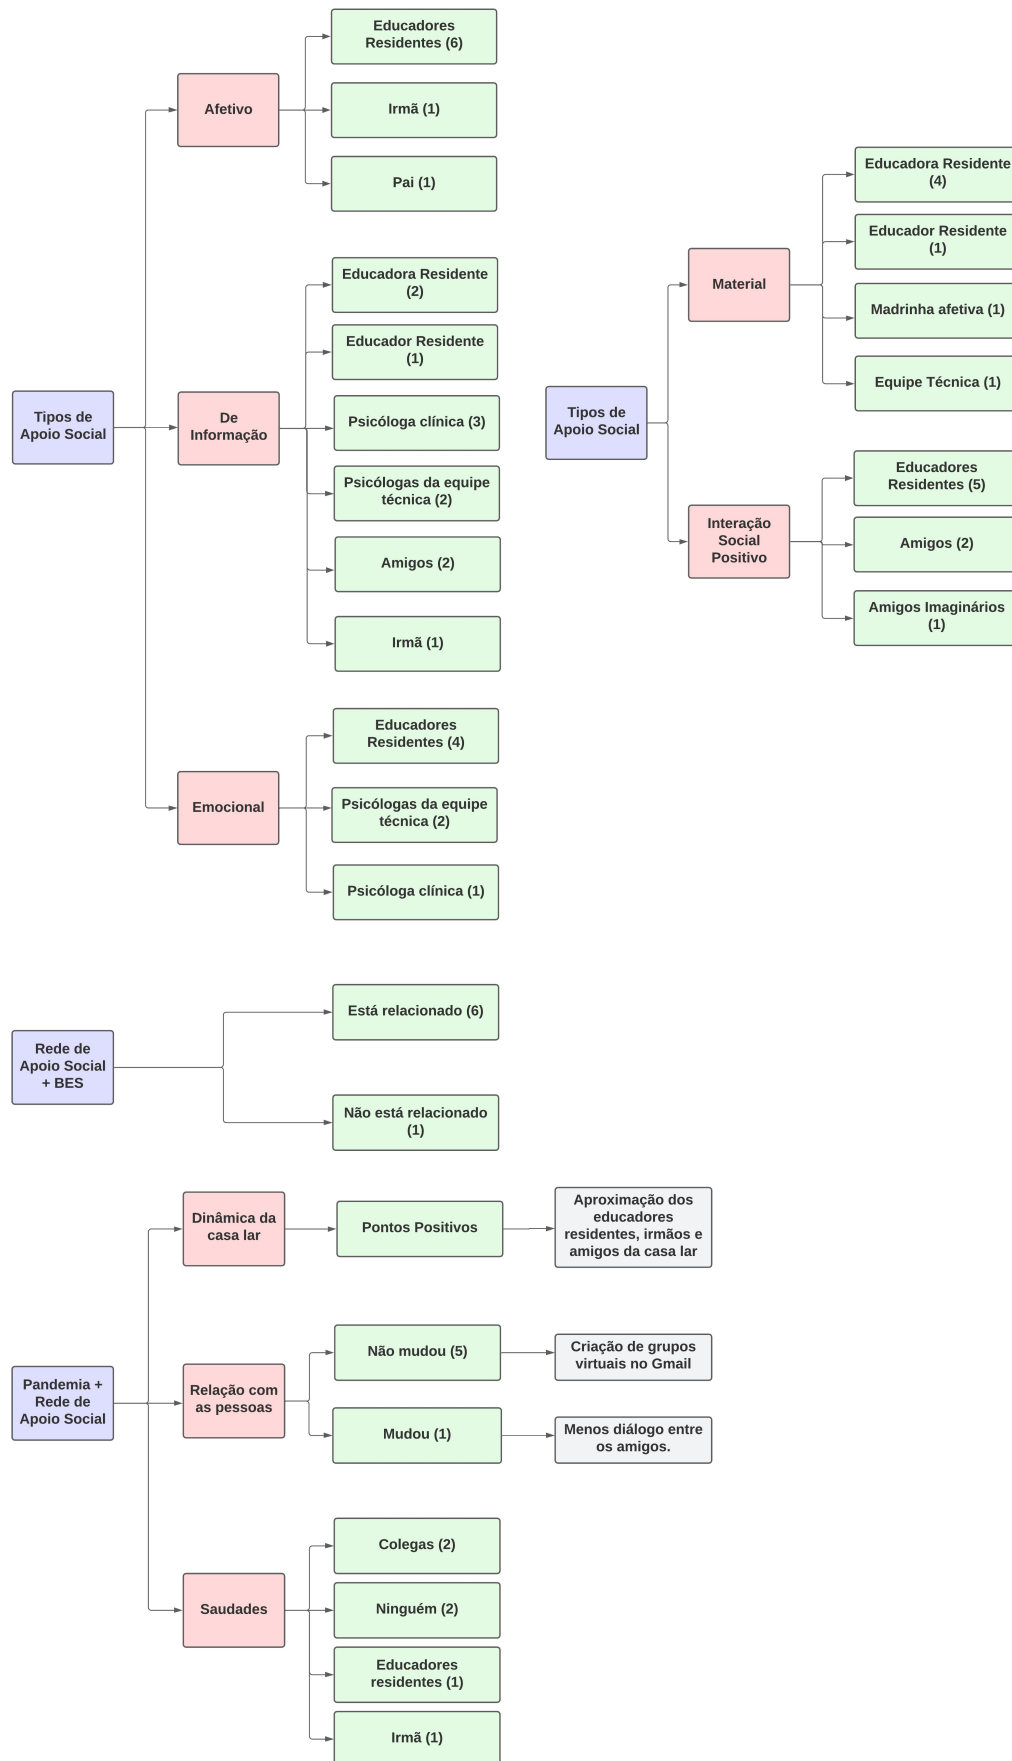 Tipos de
Apoio Social
Afetivo
Educadores
Residentes (6)
Irmã (1)
Pai (1)
De
Informação
Educadora Residente
(2)
Educador Residente
(1)
Psicóloga clínica (3)
Psicólogas da equipe
técnica (2)
Amigos (2)
Irmã (1)
Emocional
Educadores
Residentes (4)
Psicólogas da equipe
técnica (2)
Psicóloga clínica (1)
Tipos de
Apoio Social
Material
Educadora Residente
(4)
Educador Residente
(1)
Madrinha afetiva (1)
Equipe Técnica (1)
Interação
Social
Positivo
Educadores
Residentes (5)
Amigos (2)
Amigos Imaginários
(1)
Rede de
Apoio Social
+ BES
Está relacionado (6)
Não está relacionado
(1)
Pandemia +
Rede de
Apoio Social
Dinâmica da
casa lar
Pontos Positivos
Aproximação dos
educadores
residentes, irmãos e
amigos da casa lar
Relação com
as pessoas
Não mudou (5)
Criação de grupos
virtuais no Gmail
Mudou (1)
Menos diálogo entre
os amigos.
Saudades
Colegas (2)
Ninguém (2)
Educadores
residentes (1)
Irmã (1)